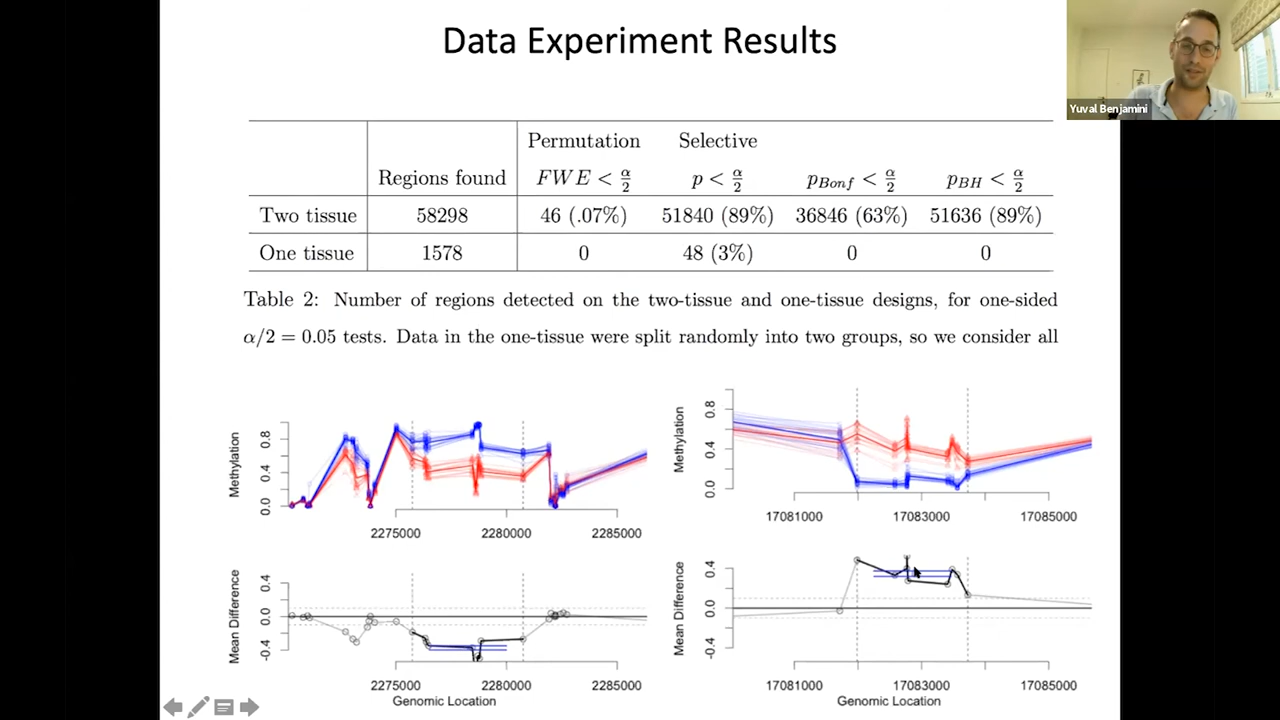 Data Experiment Results
Yuval Benjamini
Permutation Selective
Regions found FWE < α/2 p < α/2 p_Bonf < α/2 p_BH < α/2
Two tissue 58298 46 (.07%) 51840 (89%) 36846 (63%) 51636 (89%)
One tissue 1578 0 48 (3%) 0 0
Table 2: Number of regions detected on the two-tissue and one-tissue designs, for one-sided
α/2 = 0.05 tests. Data in the one-tissue were split randomly into two groups, so we consider all
Methylation
0.8
0.4
0.0
2275000 2280000 2285000
Methylation
0.8
0.4
0.0
17081000 17083000 17085000
Mean Difference
0.4
0.0
-0.4
2275000 2280000 2285000
Genomic Location
Mean Difference
0.4
0.0
-0.4
17081000 17083000 17085000
Genomic Location